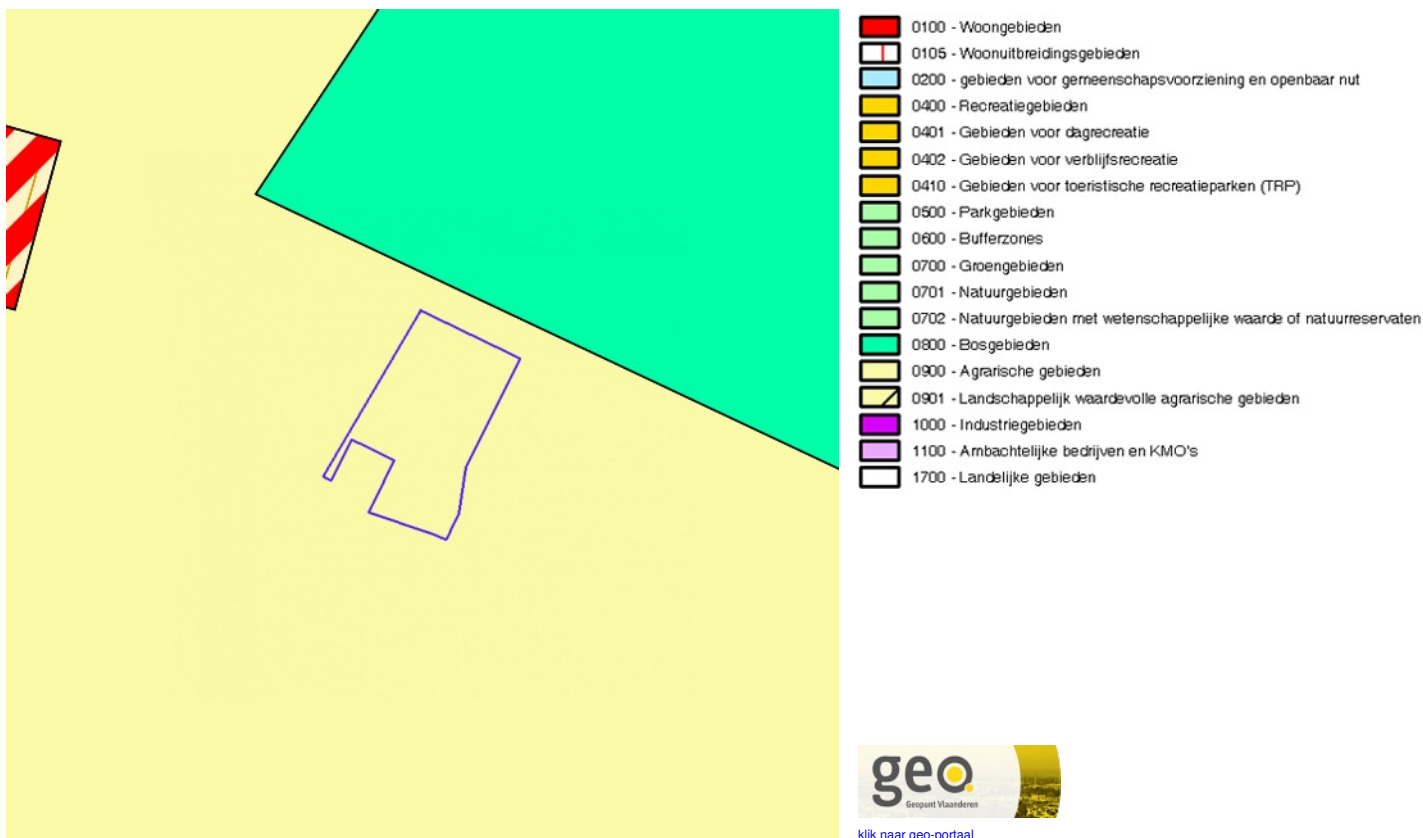 0100 - Woongebieden
0105 - Woonuitbreidingsgebieden
0200 - gebieden voor gemeenschapsvoorziening en openbaar nut
0400 - Recreatiegebieden
0401 - Gebieden voor dagrecreatie
0402 - Gebieden voor verblijfsrecreatie
0410 - Gebieden voor toeristische recreatieparken (TRP)
0500 - Parkgebieden
0600 - Bufferzones
0700 - Groengebieden
0701 - Natuurgebieden
0702 - Natuurgebieden met wetenschappelijke waarde of natuurreservaten
0800 - Bosgebieden
0900 - Agrarische gebieden
0901 - Landschappelijk waardevolle agrarische gebieden
1000 - Industriegebieden
1100 - Ambachtelijke bedrijven en KMO's
1700 - Landelijke gebieden
geo.
Geopunt Vlaanderen
klik naar geo-portaal